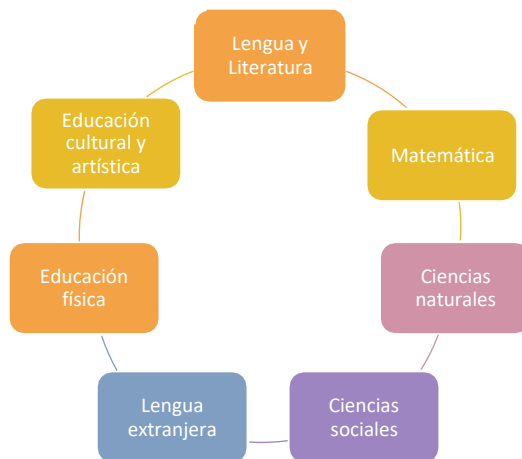 Lengua y
Literatura
Matemática
Ciencias
naturales
Ciencias
sociales
Lengua
extranjera
Educación
física
Educación
cultural y
artística